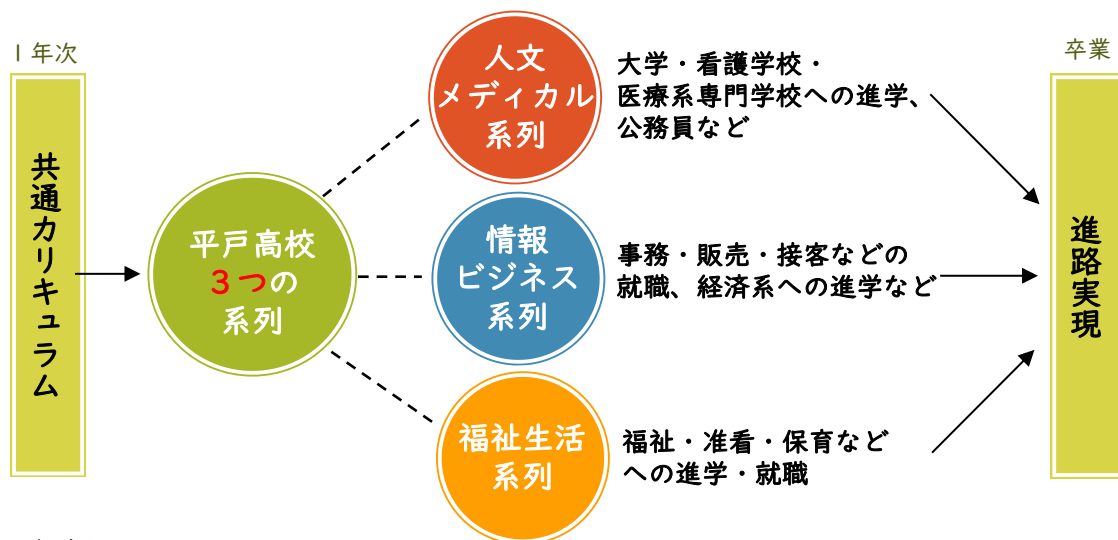 1年次
共通カリキュラム
平戸高校
3つの
系列
人文
メディカル
系列
大学・看護学校・
医療系専門学校への進学、
公務員など
情報
ビジネス
系列
事務・販売・接客などの
就職、経済系への進学など
福祉生活
系列
福祉・准看・保育など
への進学・就職
卒業
進路実現